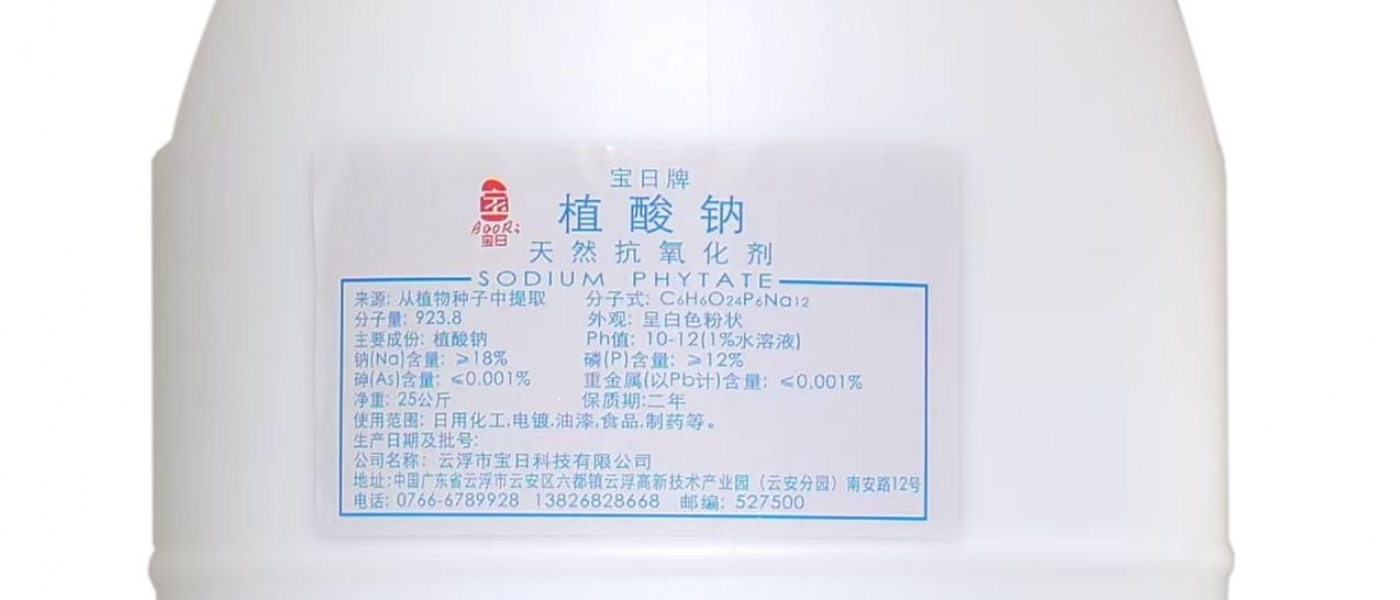 宝日牌
BOORi
宝日
植酸钠
天然抗氧化剂
SODIUM PHYTATE
来源: 从植物种子中提取 分子式: C6H6O24P6Na12
分子量: 923.8 外观: 呈白色粉状
主要成份: 植酸钠 Ph值: 10-12(1%水溶液)
钠(Na)含量: ≥18% 磷(P)含量: ≥12%
砷(As)含量: ≤0.001% 重金属(以Pb计)含量: ≤0.001%
净重: 25公斤 保质期:二年
使用范围: 日用化工,电镀,油漆,食品,制药等。
生产日期及批号:
公司名称: 云浮市宝日科技有限公司
地址:中国广东省云浮市云安区六都镇云浮高新技术产业园（云安分园）南安路12号
电话: 0766-6789928 13826828668 邮编: 527500